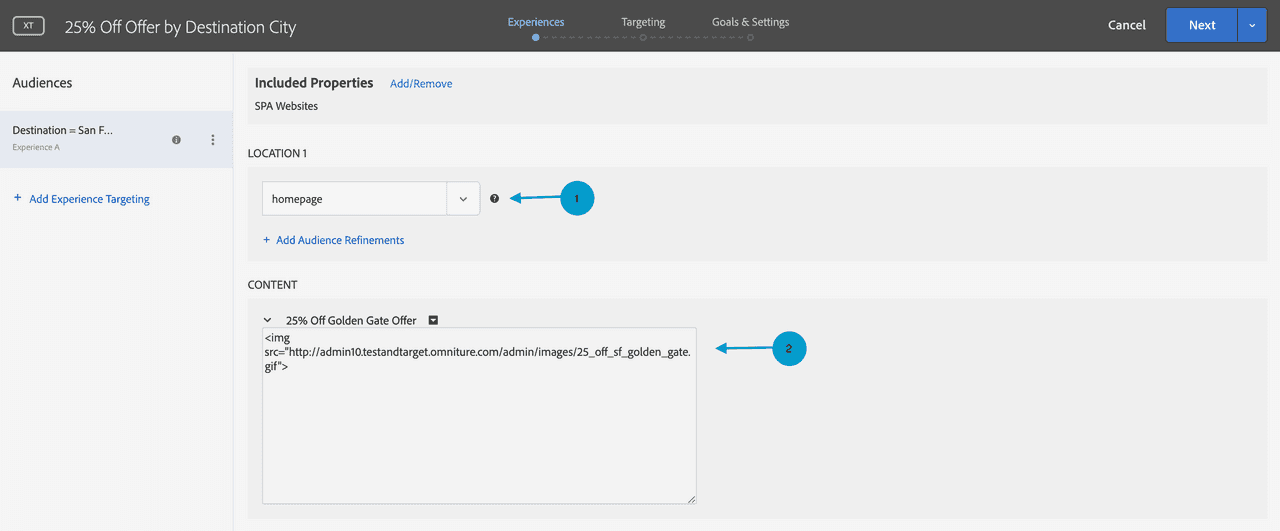 XT
25% Off Offer by Destination City
Experiences
Targeting
Goals & Settings
Cancel
Next
Audiences
Destination = San F...
Experience A
+ Add Experience Targeting
Included Properties Add/Remove
SPA Websites
LOCATION 1
homepage
?
1
+ Add Audience Refinements
CONTENT
25% Off Golden Gate Offer
<img
src="http://admin10.testandtarget.omniture.com/admin/images/25_off_sf_golden_gate.
gif">
2